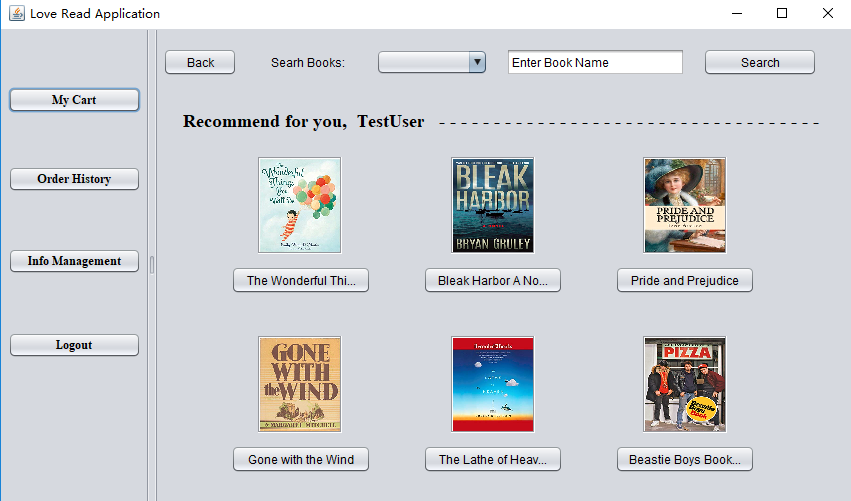 Love Read Application
Back
Searh Books:
Enter Book Name
Search
My Cart
Order History
Info Management
Logout
Recommend for you, TestUser - - - - - - - - - - - - - - - - - - - - - - - - - - - -
Wonderful
Things
You
Will Be
BLEAK
HARBOR
BRYAN GRULEY
PRIDE AND
PREJUDICE
The Wonderful Thi...
Bleak Harbor A No...
Pride and Prejudice
GONE
WITH
the WIND
MARGARET MITCHELL
PIZZA
Beastie
Boys
Book
Gone with the Wind
The Lathe of Heav...
Beastie Boys Book...